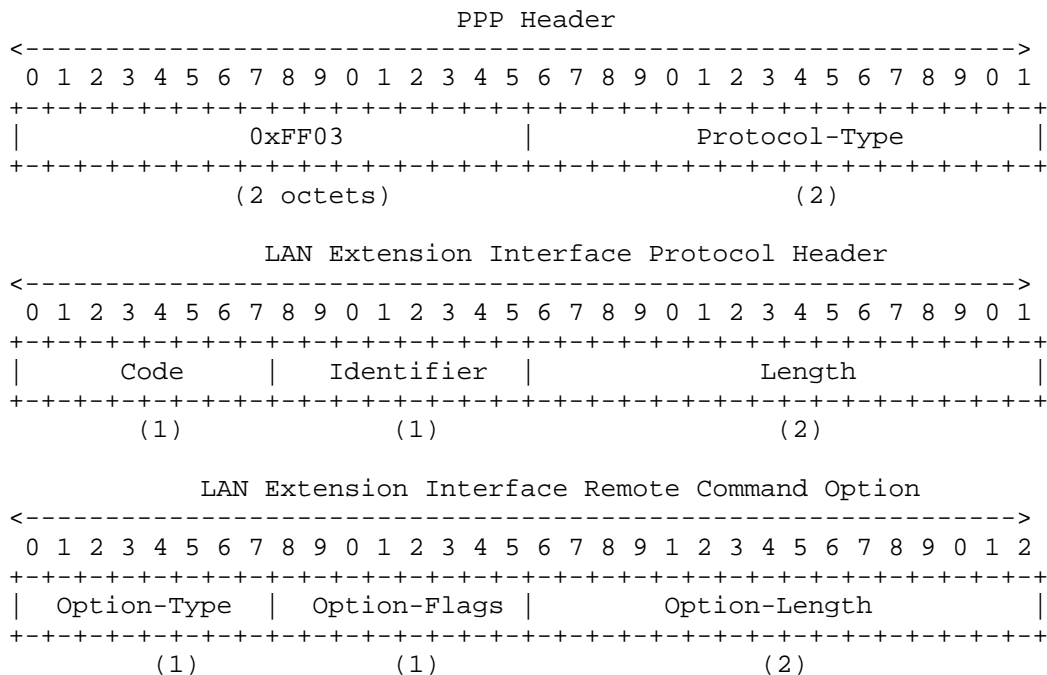 PPP Header
<-------------------------------------------------------------->
0 1 2 3 4 5 6 7 8 9 0 1 2 3 4 5 6 7 8 9 0 1 2 3 4 5 6 7 8 9 0 1
+-+-+-+-+-+-+-+-+-+-+-+-+-+-+-+-+-+-+-+-+-+-+-+-+-+-+-+-+-+-+-+-+
| 0xFF03 | Protocol-Type |
+-+-+-+-+-+-+-+-+-+-+-+-+-+-+-+-+-+-+-+-+-+-+-+-+-+-+-+-+-+-+-+-+
(2 octets) (2)
LAN Extension Interface Protocol Header
<-------------------------------------------------------------->
0 1 2 3 4 5 6 7 8 9 0 1 2 3 4 5 6 7 8 9 0 1 2 3 4 5 6 7 8 9 0 1
+-+-+-+-+-+-+-+-+-+-+-+-+-+-+-+-+-+-+-+-+-+-+-+-+-+-+-+-+-+-+-+-+
| Code | Identifier | Length |
+-+-+-+-+-+-+-+-+-+-+-+-+-+-+-+-+-+-+-+-+-+-+-+-+-+-+-+-+-+-+-+-+
(1) (1) (2)
LAN Extension Interface Remote Command Option
<-------------------------------------------------------------->
0 1 2 3 4 5 6 7 8 9 0 1 2 3 4 5 6 7 8 9 1 2 3 4 5 6 7 8 9 0 1 2
+-+-+-+-+-+-+-+-+-+-+-+-+-+-+-+-+-+-+-+-+-+-+-+-+-+-+-+-+-+-+-+-+
| Option-Type | Option-Flags | Option-Length |
+-+-+-+-+-+-+-+-+-+-+-+-+-+-+-+-+-+-+-+-+-+-+-+-+-+-+-+-+-+-+-+-+
(1) (1) (2)